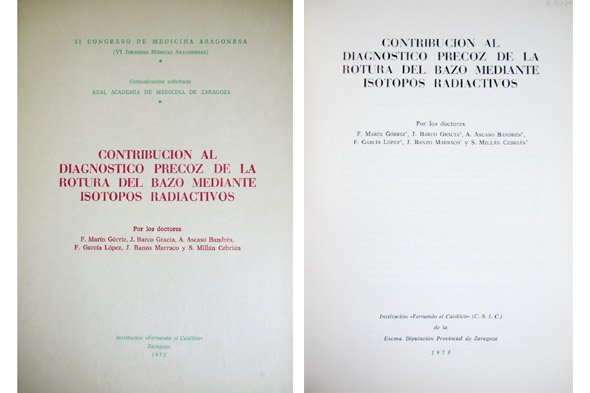 II CONGRESO DE MEDICINA ARAGONESA
(VI JORNADAS MÉDICAS ARAGONESAS)
Comunicación solicitada
REAL ACADEMIA DE MEDICINA DE ZARAGOZA
CONTRIBUCION AL
DIAGNOSTICO PRECOZ DE LA
ROTURA DEL BAZO MEDIANTE
ISOTOPOS RADIACTIVOS
Por los doctores
F. Marín Górriz, J. Barco Gracia, A. Ascaso Bandrés,
F. García López, J. Banzo Marraco y S. Millán Cebrián
Institución «Fernando el Católico»
Zaragoza
1973
CONTRIBUCION AL
DIAGNOSTICO PRECOZ DE LA
ROTURA DEL BAZO MEDIANTE
ISOTOPOS RADIACTIVOS
Por los doctores
F. MARÍN GÓRRIZ, J. BARCO GRACIA, A. ASCASO BANDRÉS,
F. GARCÍA LÓPEZ, J. BANZO MARRACO Y S. MILLÁN CEBRIÁN
Institución «Fernando el Católico» (C. S. I. C.)
de la
Excma. Diputación Provincial de Zaragoza
1973